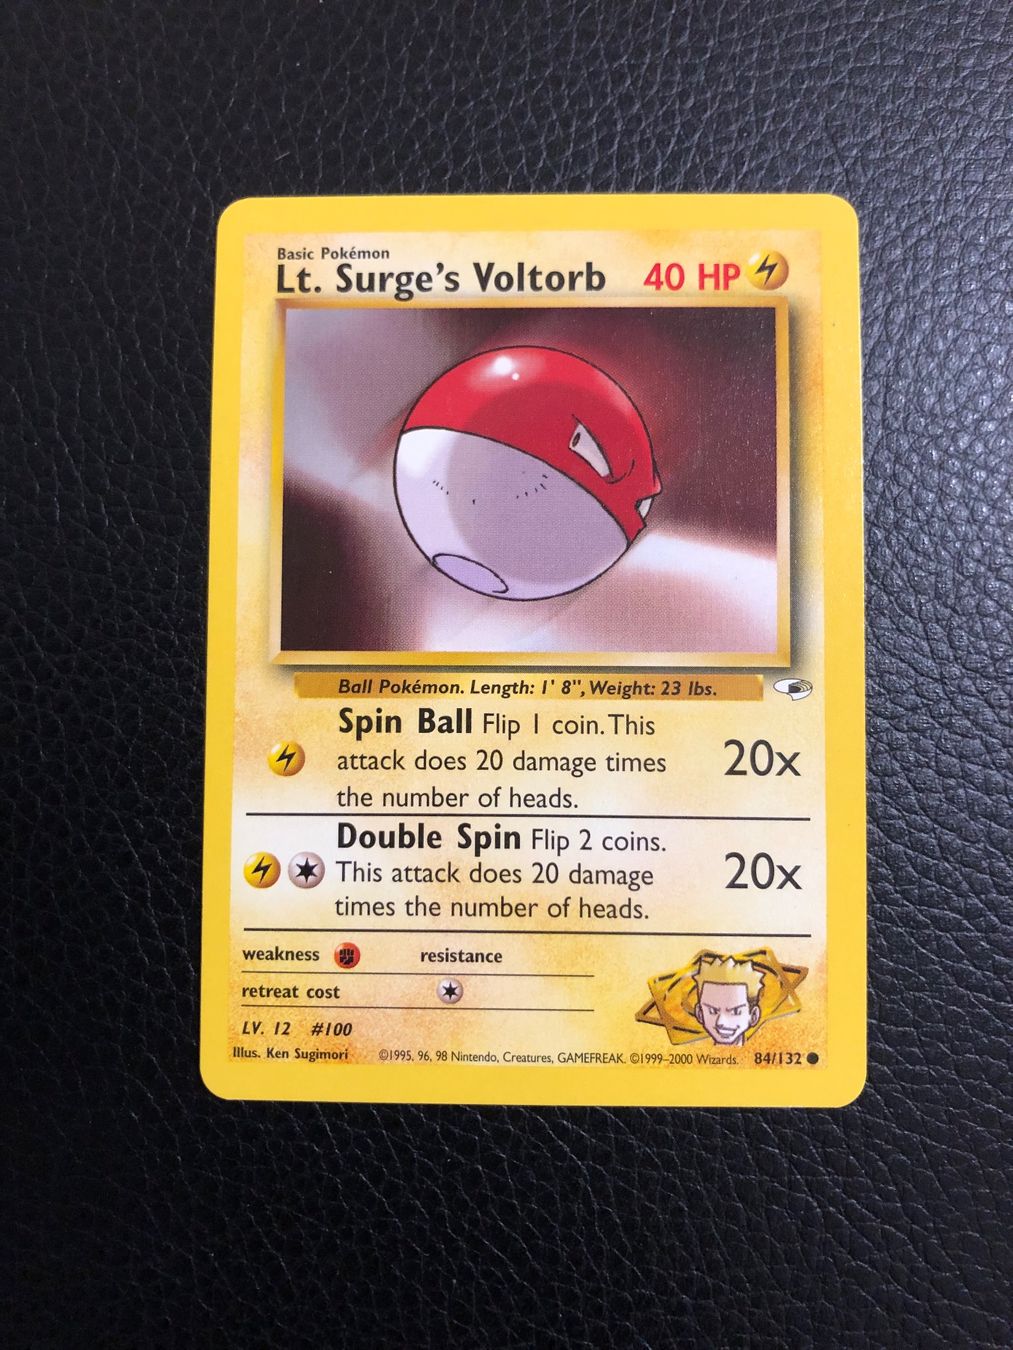 Basic Pokémon
Lt. Surge's Voltorb 40 HP
Ball Pokémon. Length: 1' 8", Weight: 23 lbs.
Spin Ball Flip 1 coin. This
attack does 20 damage times
the number of heads.
20x
Double Spin Flip 2 coins.
This attack does 20 damage
times the number of heads.
20x
weakness resistance
retreat cost
LV. 12 #100
Illus. Ken Sugimori ©1995, 96, 98 Nintendo, Creatures, GAMEFREAK. ©1999–2000 Wizards. 84/132